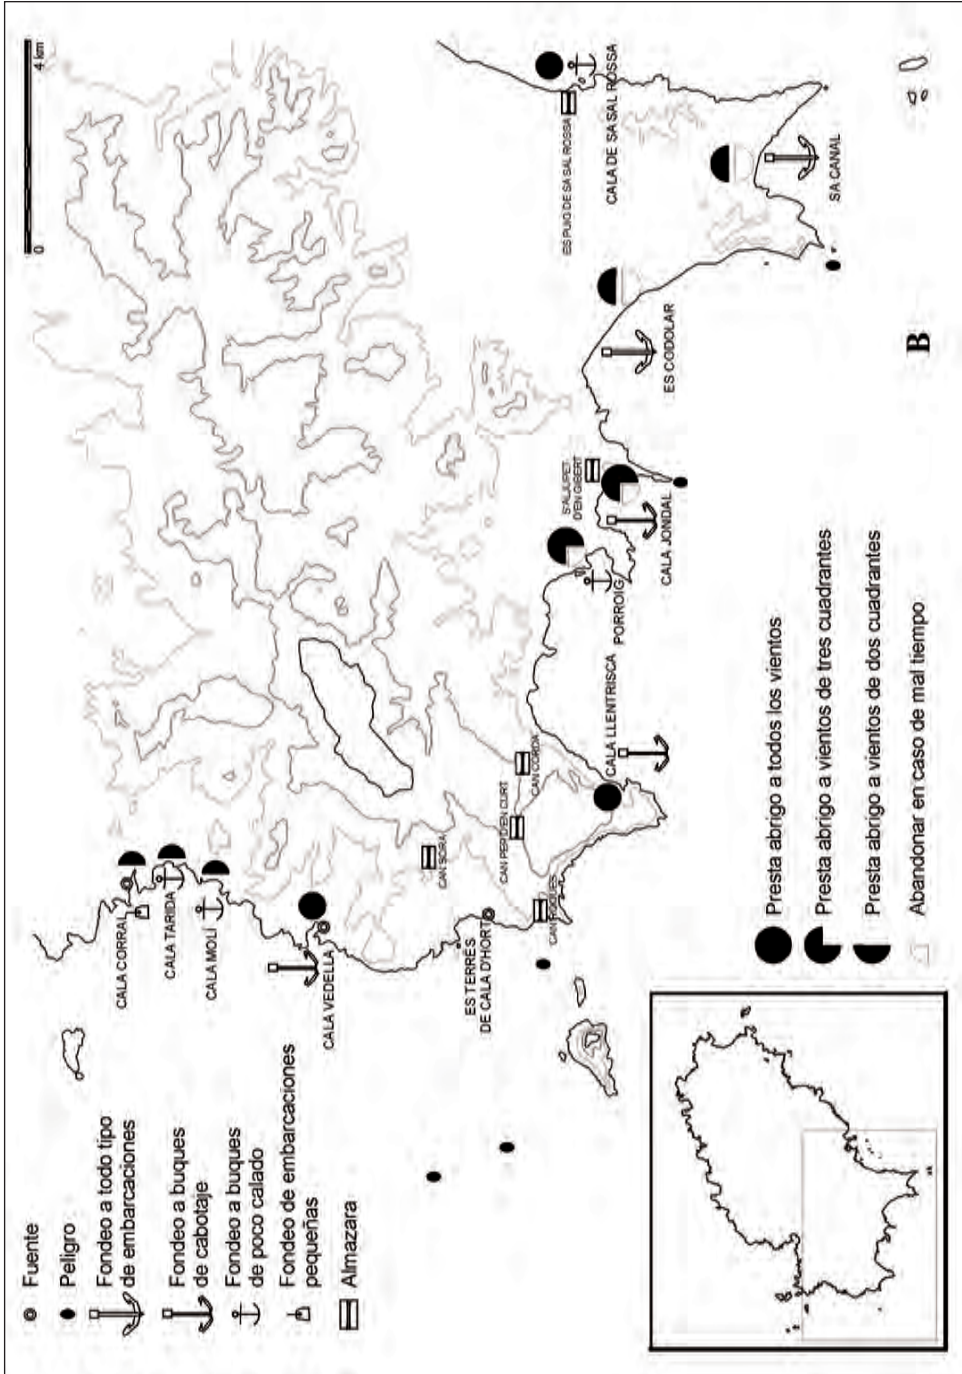 Fuente
Peligro
Fondeo a todo tipo
de embarcaciones
Fondeo a buques
de cabotaje
Fondeo a buques
de poco calado
Fondeo de embarcaciones
pequeñas
Almazara
CALA CORRAL
CALA TARIDA
CALA MOLÍ
CALA VEDELLA
ES TERRÉS
DE CALA D'HORT
CAN ROQUES
CAN SORÀ
CAN PEP D'EN CURT
CAN CORDA
CALA LLENTRISCA
PORROIG
CALA JONDAL
S'ALJUPET
D'EN GIBERT
ES CODOLAR
ES PUIG DE SA SAL ROSSA
CALA DE SA SAL ROSSA
SA CANAL
0
4 km
Presta abrigo a todos los vientos
Presta abrigo a vientos de tres cuadrantes
Presta abrigo a vientos de dos cuadrantes
Abandonar en caso de mal tiempo
B